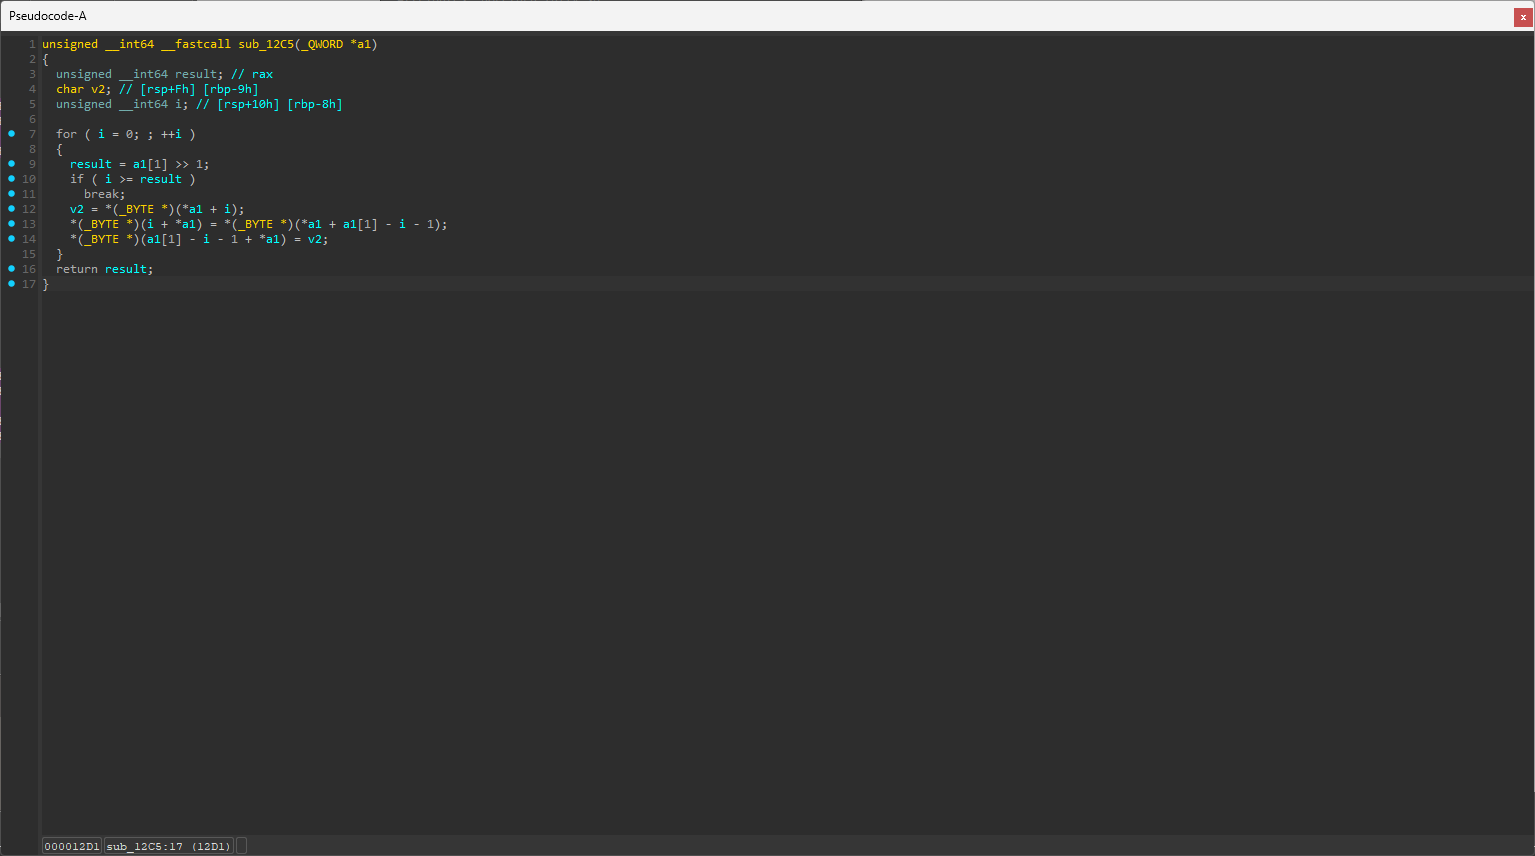 Pseudocode-A
x
1 unsigned __int64 __fastcall sub_12C5(_QWORD *a1)
2 {
3   unsigned __int64 result; // rax
4   char v2; // [rsp+Fh] [rbp-9h]
5   unsigned __int64 i; // [rsp+10h] [rbp-8h]
6
7   for ( i = 0; ; ++i )
8   {
9     result = a1[1] >> 1;
10     if ( i >= result )
11       break;
12     v2 = *(_BYTE *)(*a1 + i);
13     *(_BYTE *)(i + *a1) = *(_BYTE *)(*a1 + a1[1] - i - 1);
14     *(_BYTE *)(a1[1] - i - 1 + *a1) = v2;
15   }
16   return result;
17 }
000012D1 sub_12C5:17 (12D1)